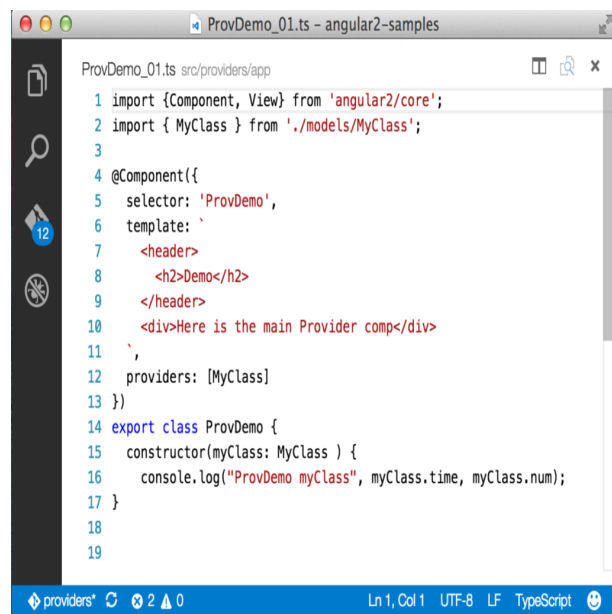 ProvDemo_01.ts - angular2-samples
ProvDemo_01.ts src/providers/app
1 import {Component, View} from 'angular2/core';
2 import { MyClass } from './models/MyClass';
3
4 @Component({
5   selector: 'ProvDemo',
6   template: `
7     <header>
8       <h2>Demo</h2>
9     </header>
10     <div>Here is the main Provider comp</div>
11   `,
12   providers: [MyClass]
13 })
14 export class ProvDemo {
15   constructor(myClass: MyClass ) {
16     console.log("ProvDemo myClass", myClass.time, myClass.num);
17 }
18
19
12
providers* 2 0 Ln 1, Col 1 UTF-8 LF TypeScript